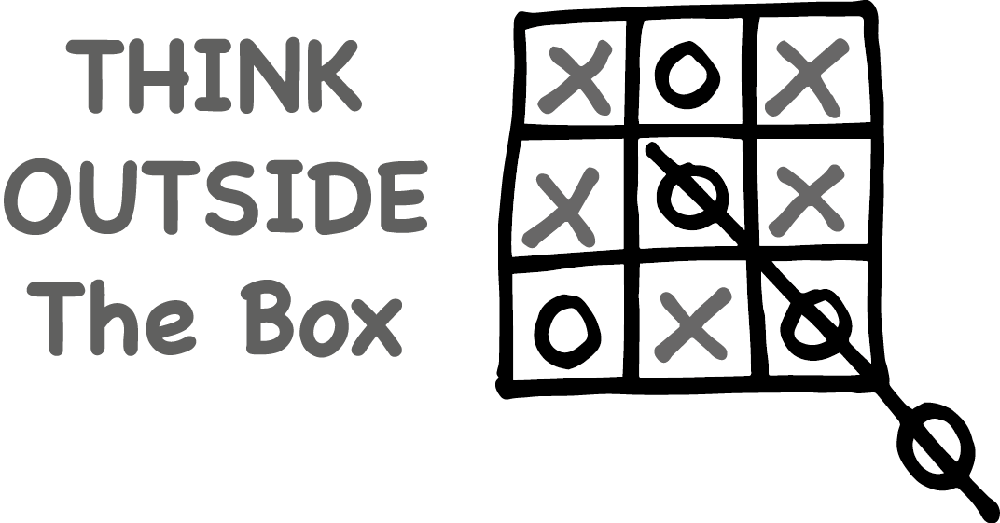 THINK
OUTSIDE
The Box
X O X
X O X
O X O
O